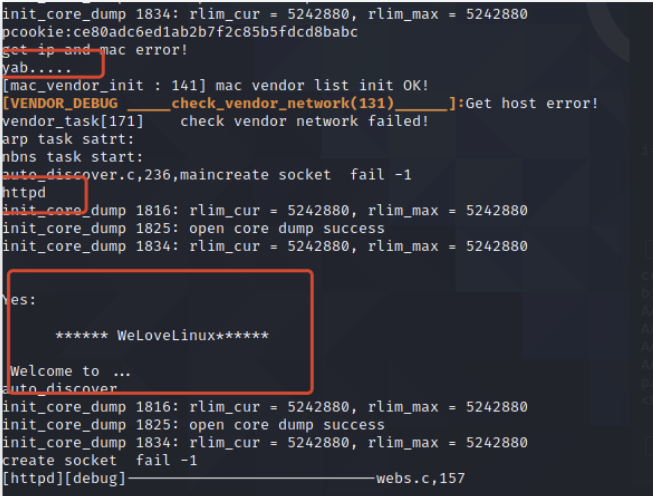 init_core_dump 1834: rlim_cur = 5242880, rlim_max = 5242880
pcookie:ce80adc6ed1ab2b7f2c85b5fdcd8babc
get ip and mac error!
yab.....
[mac_vendor_init : 141] mac vendor list init OK!
[VENDOR_DEBUG _____check_vendor_network(131)______]:Get host error!
vendor_task[171]    check vendor network failed!
arp task satrt:
nbns task start:
auto_discover.c,236,maincreate socket  fail -1
httpd
init_core_dump 1816: rlim_cur = 5242880, rlim_max = 5242880
init_core_dump 1825: open core dump success
init_core_dump 1834: rlim_cur = 5242880, rlim_max = 5242880
Yes:
****** WeLoveLinux******
Welcome to ...
auto_discover
init_core_dump 1816: rlim_cur = 5242880, rlim_max = 5242880
init_core_dump 1825: open core dump success
init_core_dump 1834: rlim_cur = 5242880, rlim_max = 5242880
create socket  fail -1
[httpd][debug]----------------------------webs.c,157